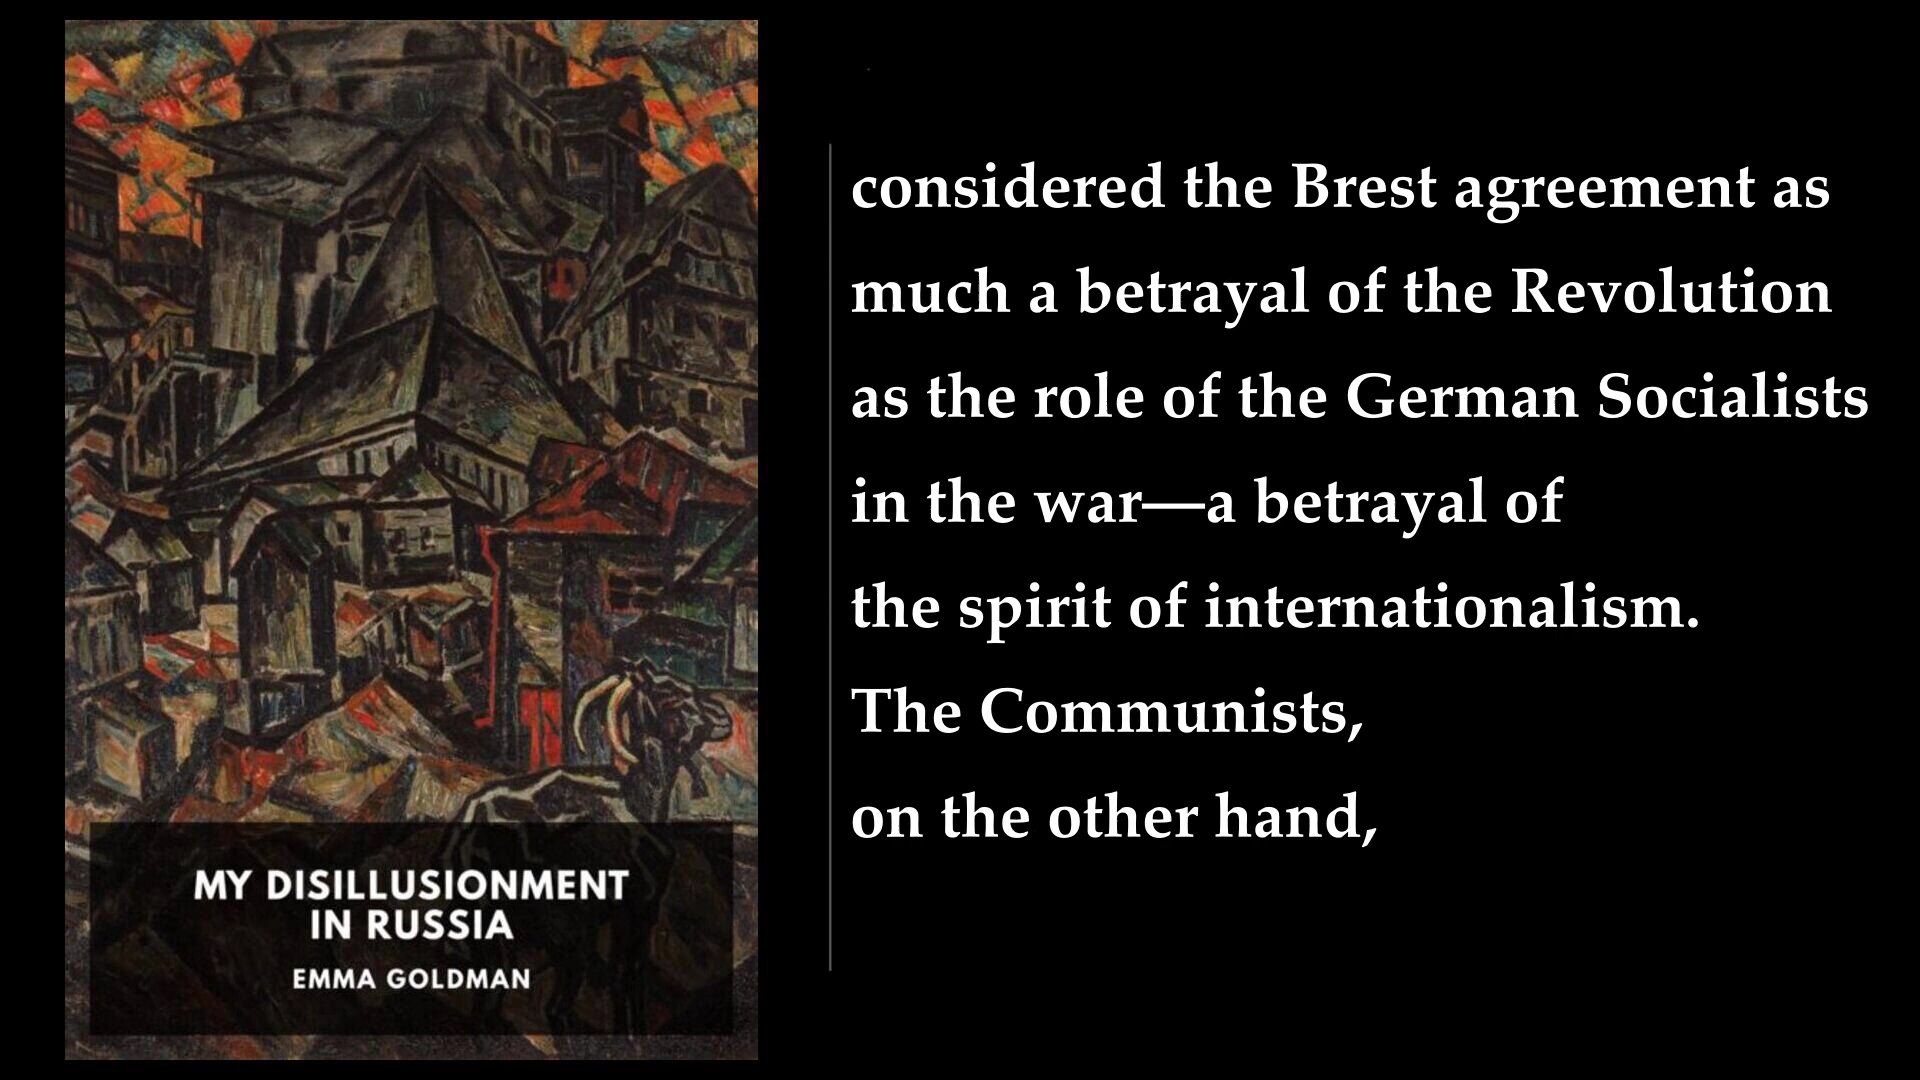 considered the Brest agreement as
much a betrayal of the Revolution
as the role of the German Socialists
in the war—a betrayal of
the spirit of internationalism.
The Communists,
on the other hand,
MY DISILLUSIONMENT
IN RUSSIA
EMMA GOLDMAN